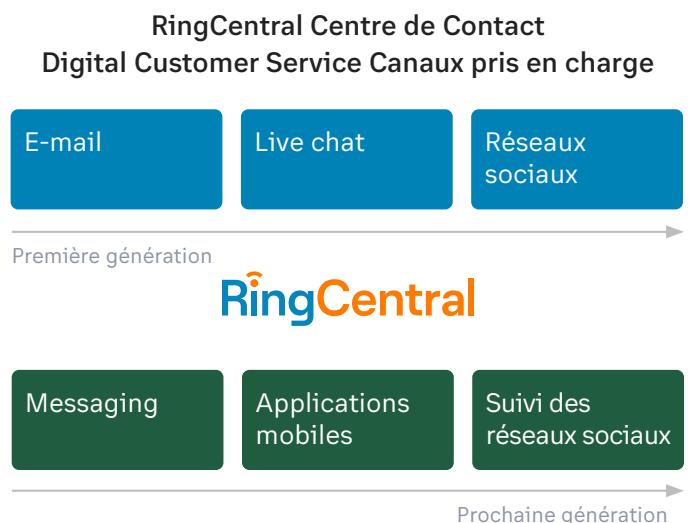 RingCentral Centre de Contact
Digital Customer Service Canaux pris en charge
E-mail
Live chat
Réseaux
sociaux
Première génération
RingCentral
Messaging
Applications
mobiles
Suivi des
réseaux sociaux
Prochaine génération